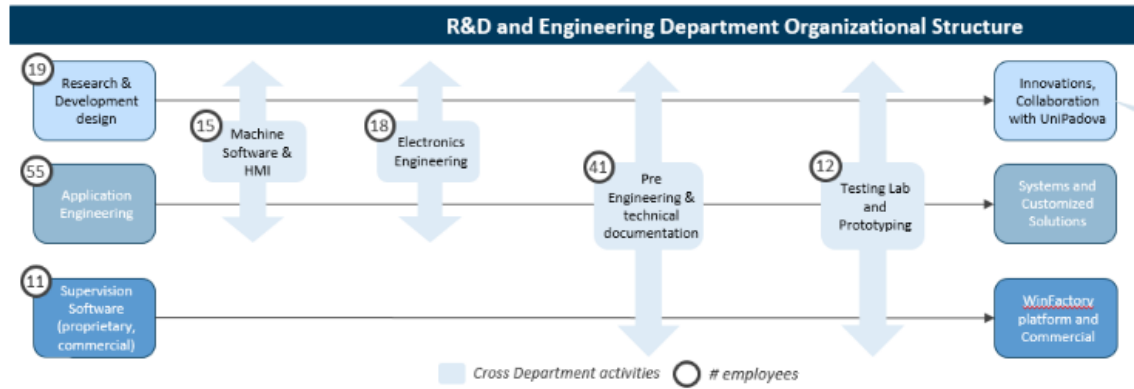 R&D and Engineering Department Organizational Structure
19
Research &
Development
design
15
Machine
Software &
HMI
18
Electronics
Engineering
Innovations,
Collaboration
with UniPadova
55
Application
Engineering
41
Pre
Engineering &
technical
documentation
12
Testing Lab
and
Prototyping
Systems and
Customized
Solutions
11
Supervision
Software
(proprietary,
commercial)
WinFactory
platform and
Commercial
Cross Department activities
# employees